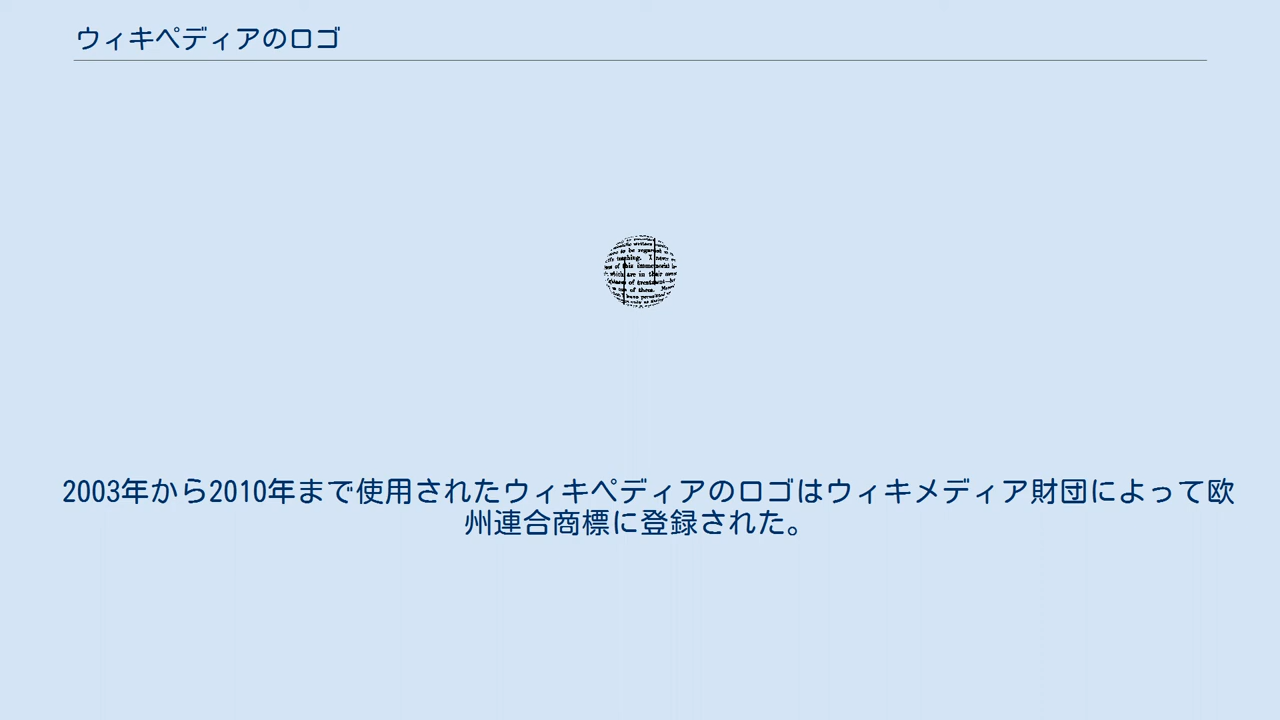 ウィキペディアのロゴ
2003年から2010年まで使用されたウィキペディアのロゴはウィキメディア財団によって欧
州連合商標に登録された。